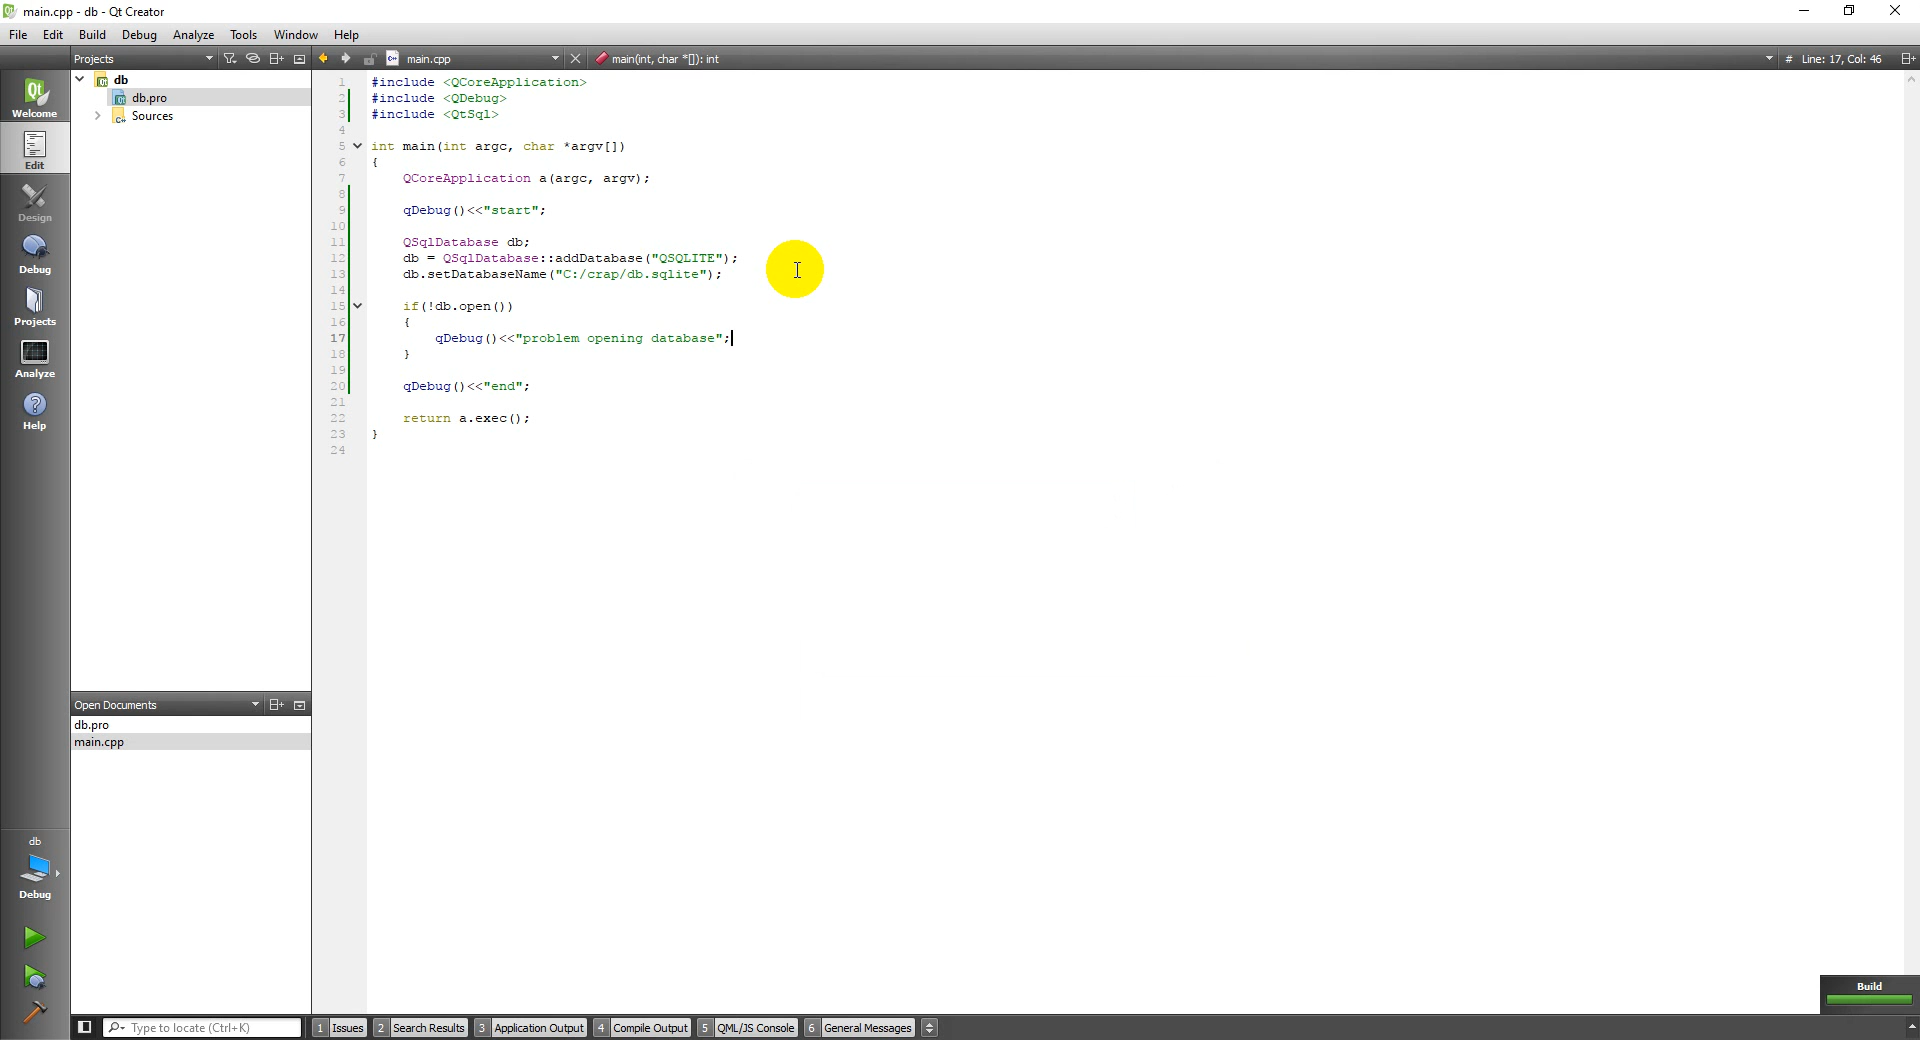 main.cpp - db - Qt Creator
File Edit Build Debug Analyze Tools Window Help
Projects main.cpp main(int, char *[]): int # Line: 17, Col: 46
db
db.pro
Sources
Welcome
Edit
Design
Debug
Projects
Analyze
Help
1 #include <QCoreApplication>
2 #include <QDebug>
3 #include <QtSql>
4
5 int main(int argc, char *argv[])
6 {
7 QCoreApplication a(argc, argv);
8
9 qDebug()<<"start";
10
11 QSqlDatabase db;
12 db = QSqlDatabase::addDatabase("QSQLITE");
13 db.setDatabaseName("C:/crap/db.sqlite");
14
15 if(!db.open())
16 {
17 qDebug()<<"problem opening database";
18 }
19
20 qDebug()<<"end";
21
22 return a.exec();
23 }
24
Open Documents
db.pro
main.cpp
db
Debug
Build
Type to locate (Ctrl+K) 1 Issues 2 Search Results 3 Application Output 4 Compile Output 5 QML/JS Console 6 General Messages